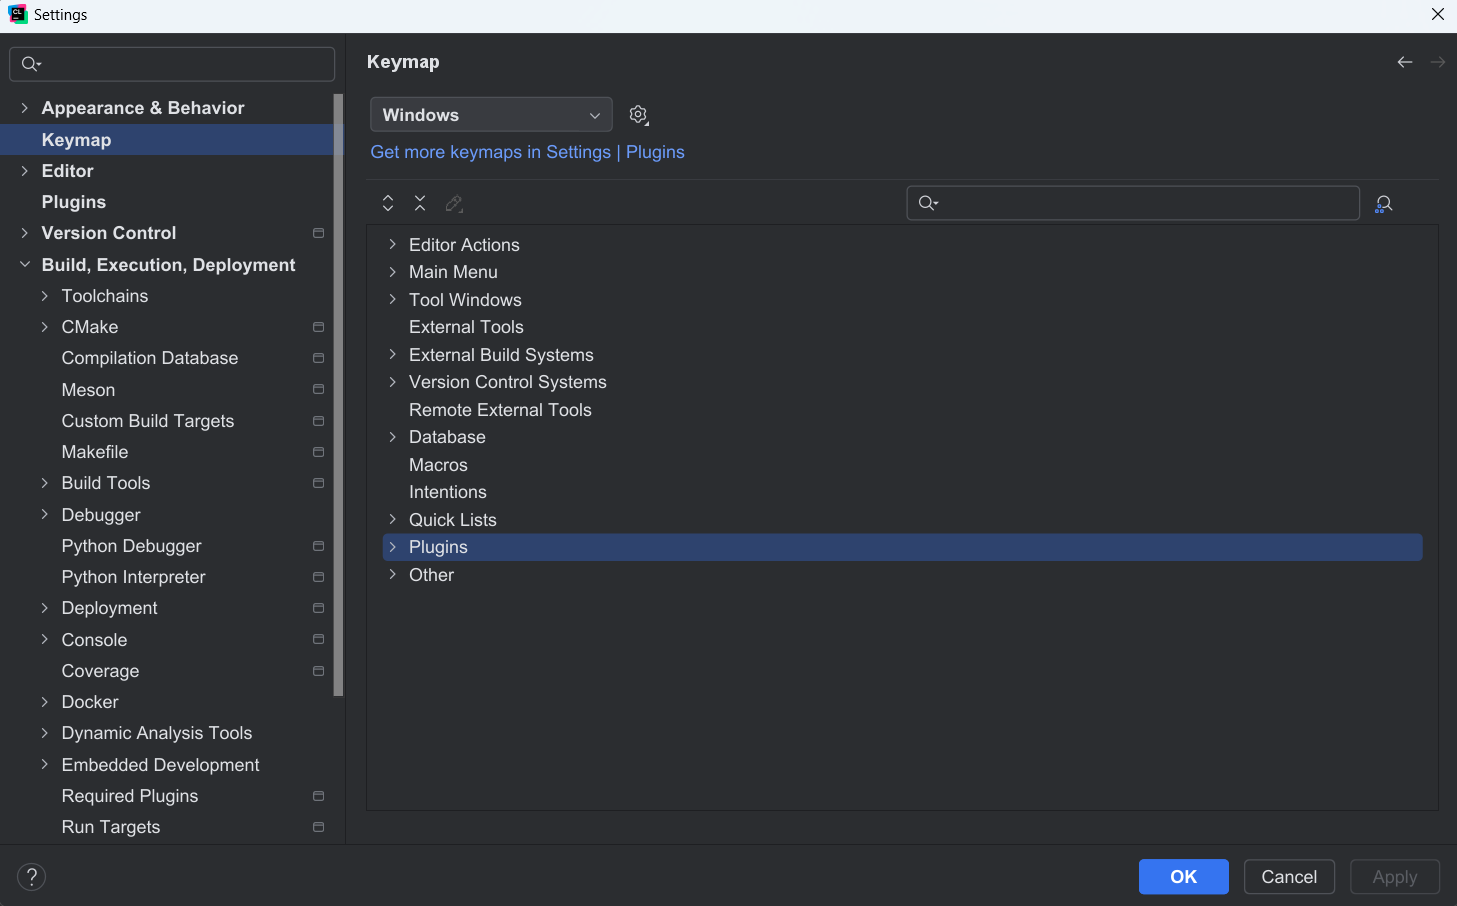 Settings
Keymap
Windows
Get more keymaps in Settings | Plugins
Appearance & Behavior
Keymap
Editor
Plugins
Version Control
Build, Execution, Deployment
Toolchains
CMake
Compilation Database
Meson
Custom Build Targets
Makefile
Build Tools
Debugger
Python Debugger
Python Interpreter
Deployment
Console
Coverage
Docker
Dynamic Analysis Tools
Embedded Development
Required Plugins
Run Targets
Editor Actions
Main Menu
Tool Windows
External Tools
External Build Systems
Version Control Systems
Remote External Tools
Database
Macros
Intentions
Quick Lists
Plugins
Other
?
OK
Cancel
Apply